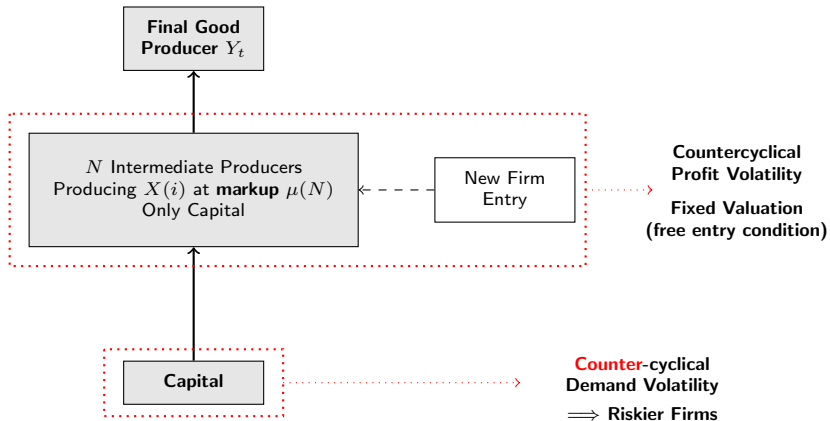 Final Good
Producer Y_t
N Intermediate Producers
Producing X(i) at markup μ(N)
Only Capital
New Firm
Entry
Countercyclical
Profit Volatility
Fixed Valuation
(free entry condition)
Capital
Counter-cyclical
Demand Volatility
⟹ Riskier Firms